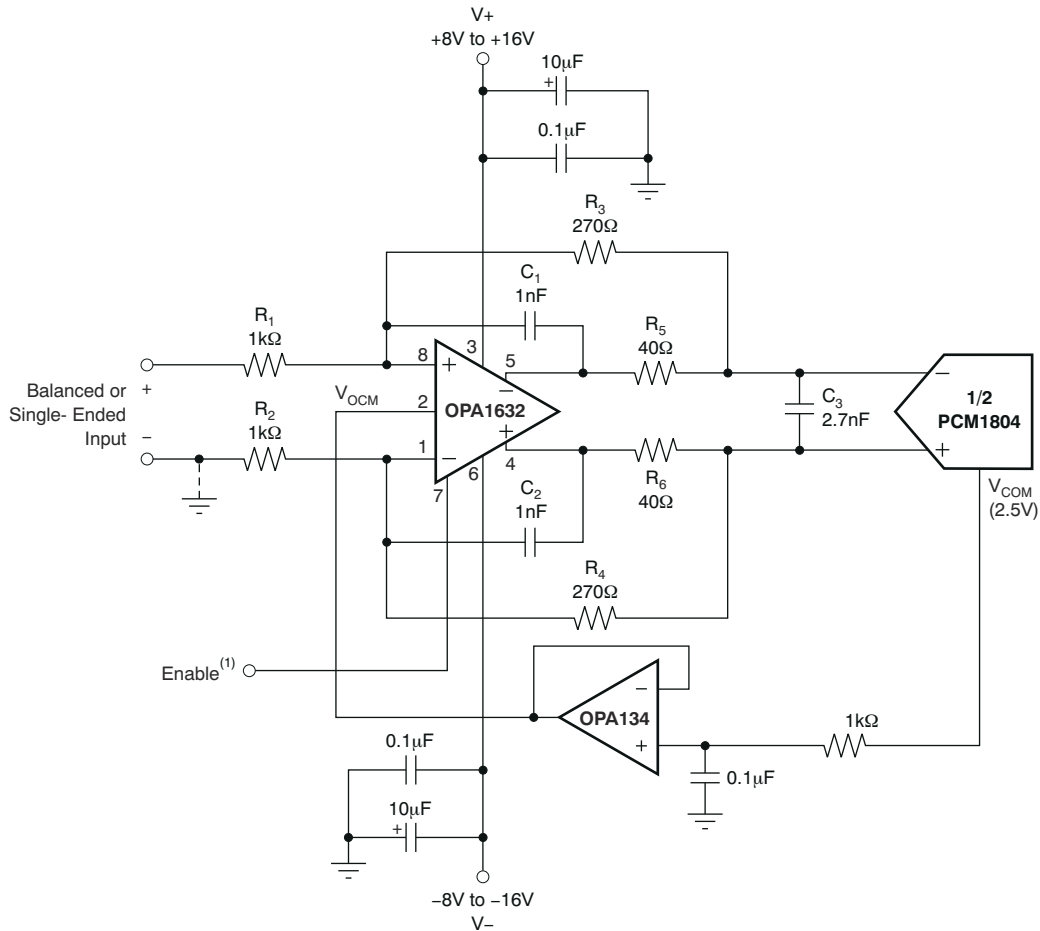 V+
+8V to +16V
10µF
+
0.1µF
R3
270Ω
C1
1nF
R1
1kΩ
R5
40Ω
3
8
+
5
−
Balanced or
Single- Ended
Input
+
−
VOCM
2
OPA1632
C3
2.7nF
−
1/2
PCM1804
+
R2
1kΩ
1
−
+
4
6
7
R6
40Ω
C2
1nF
VCOM
(2.5V)
R4
270Ω
Enable(1)
−
OPA134
+
1kΩ
0.1µF
0.1µF
10µF
+
−8V to −16V
V−